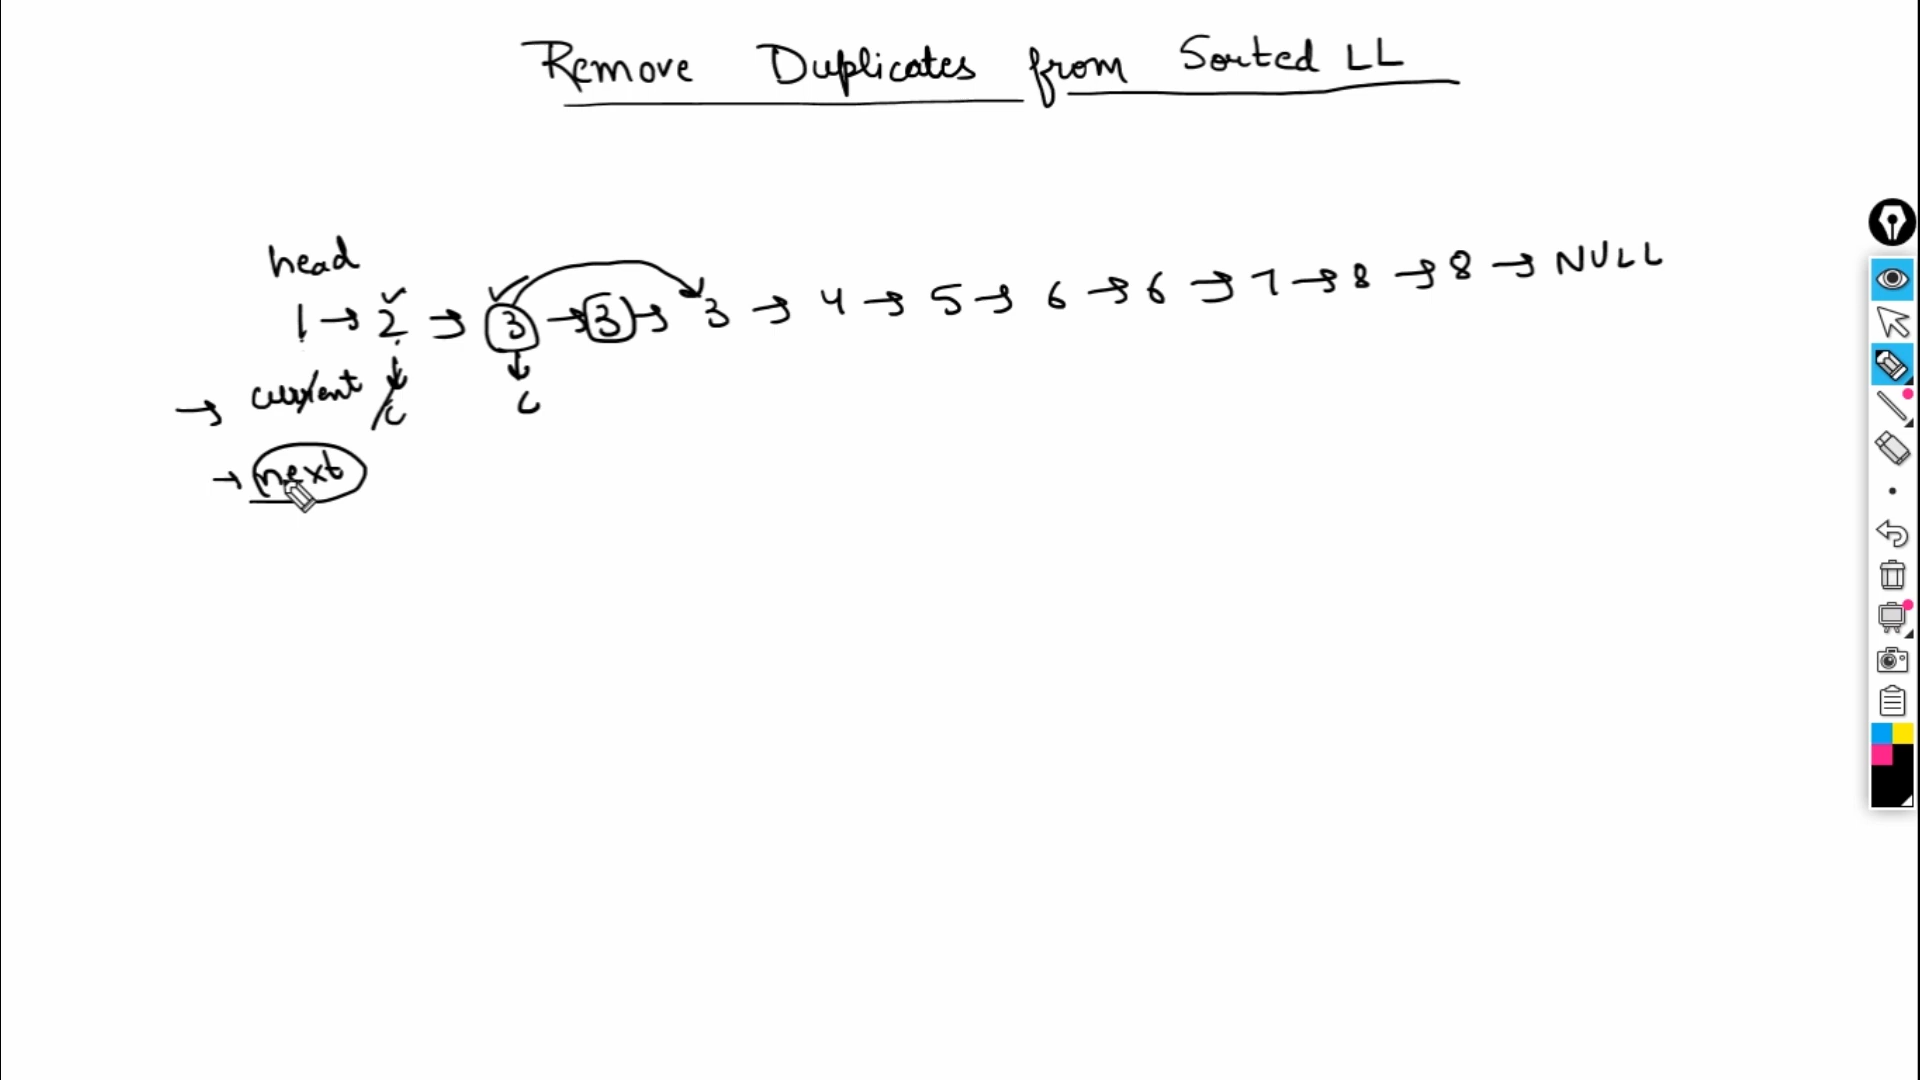 Remove Duplicates from Sorted LL
head
1 → 2 → 3 → 3 → 3 → 4 → 5 → 6 → 6 → 7 → 8 → 8 → NULL
→ current c c
→ next